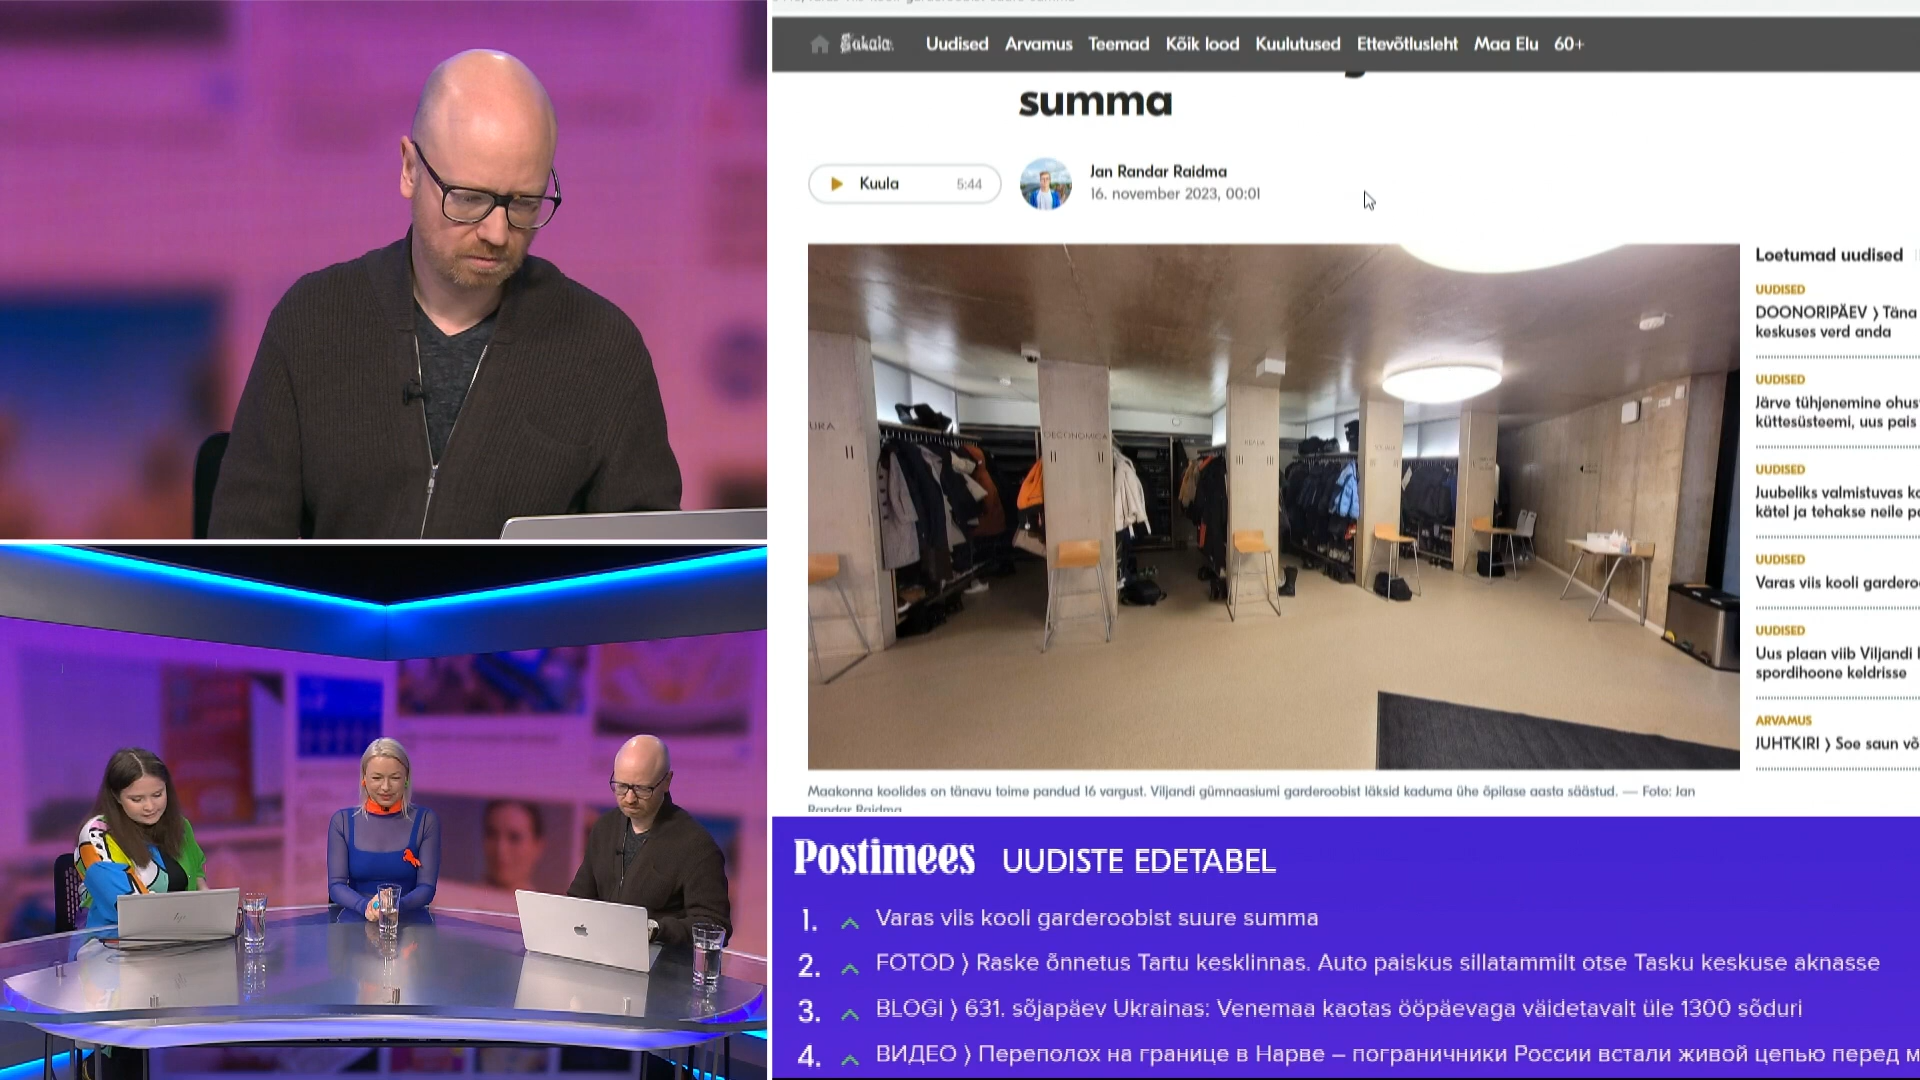 Sakala
Uudised Arvamus Teemad Kõik lood Kuulutused Ettevõtlusleht Maa Elu 60+
summa
Kuula 5:44
Jan Randar Raidma
16. november 2023, 00:01
Loetumad uudised
UUDISED
DOONORIPÄEV ⟩ Täna
keskuses verd anda
UUDISED
Järve tühjenemine ohus
küttesüsteemi, uus pais
UUDISED
Juubeliks valmistuvas ko
kätel ja tehakse neile pe
UUDISED
Varas viis kooli garderoo
UUDISED
Uus plaan viib Viljandi l
spordihoone keldrisse
ARVAMUS
JUHTKIRI ⟩ Soe saun võ
OECONOMICA
Maakonna koolides on tänavu toime pandud 16 vargust. Viljandi gümnaasiumi garderoobist läksid kaduma ühe õpilase aasta säästud. — Foto: Jan
Randar Raidma
Postimees UUDISTE EDETABEL
1. Varas viis kooli garderoobist suure summa
2. FOTOD ⟩ Raske õnnetus Tartu kesklinnas. Auto paiskus sillatammilt otse Tasku keskuse aknasse
3. BLOGI ⟩ 631. sõjapäev Ukrainas: Venemaa kaotas ööpäevaga väidetavalt üle 1300 sõduri
4. ВИДЕО ⟩ Переполох на границе в Нарве – пограничники России встали живой цепью перед м